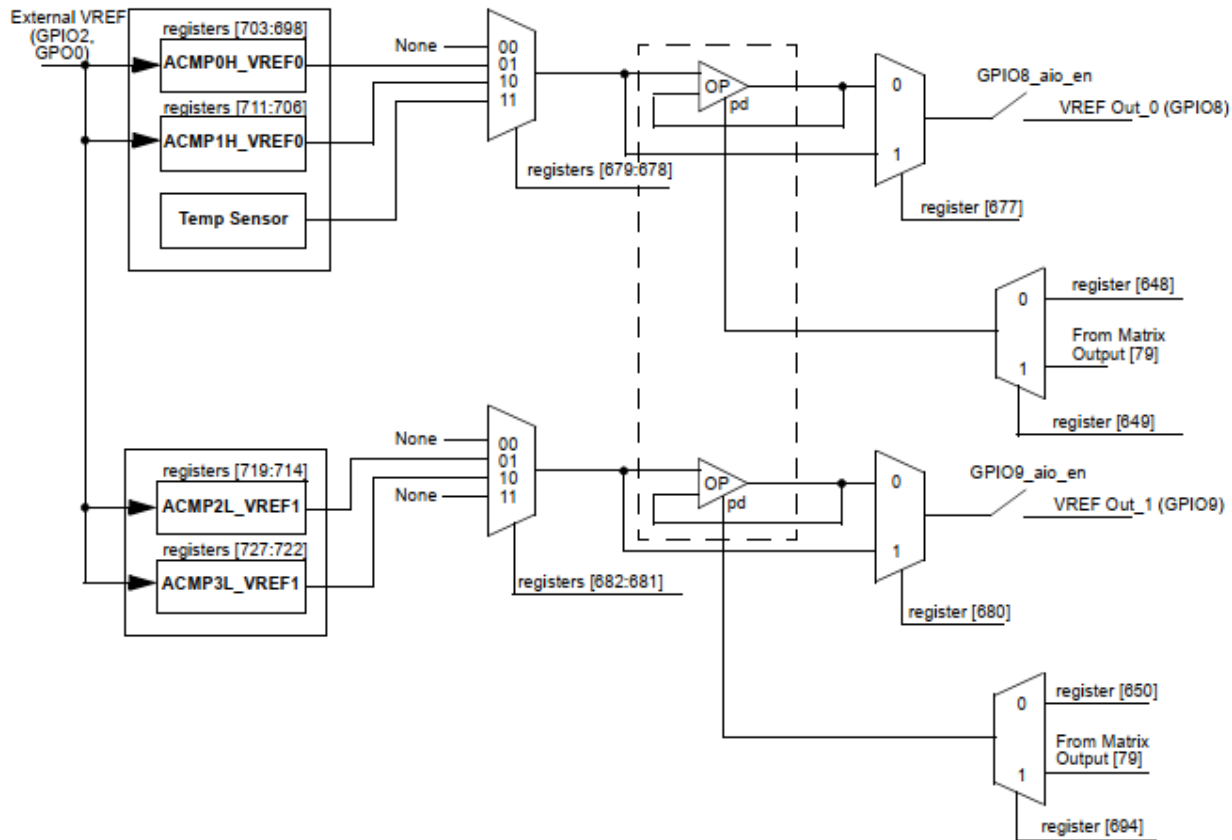 External VREF
(GPIO2,
GPO0)
registers [703:698]
ACMP0H_VREF0
registers [711:706]
ACMP1H_VREF0
Temp Sensor
None
00
01
10
11
registers [679:678]
OP
pd
0
1
register [677]
GPIO8_aio_en
VREF Out_0 (GPIO8)
0
1
register [648]
From Matrix
Output [79]
register [649]
registers [719:714]
ACMP2L_VREF1
registers [727:722]
ACMP3L_VREF1
None
None
00
01
10
11
registers [682:681]
OP
pd
0
1
register [680]
GPIO9_aio_en
VREF Out_1 (GPIO9)
0
1
register [650]
From Matrix
Output [79]
register [694]